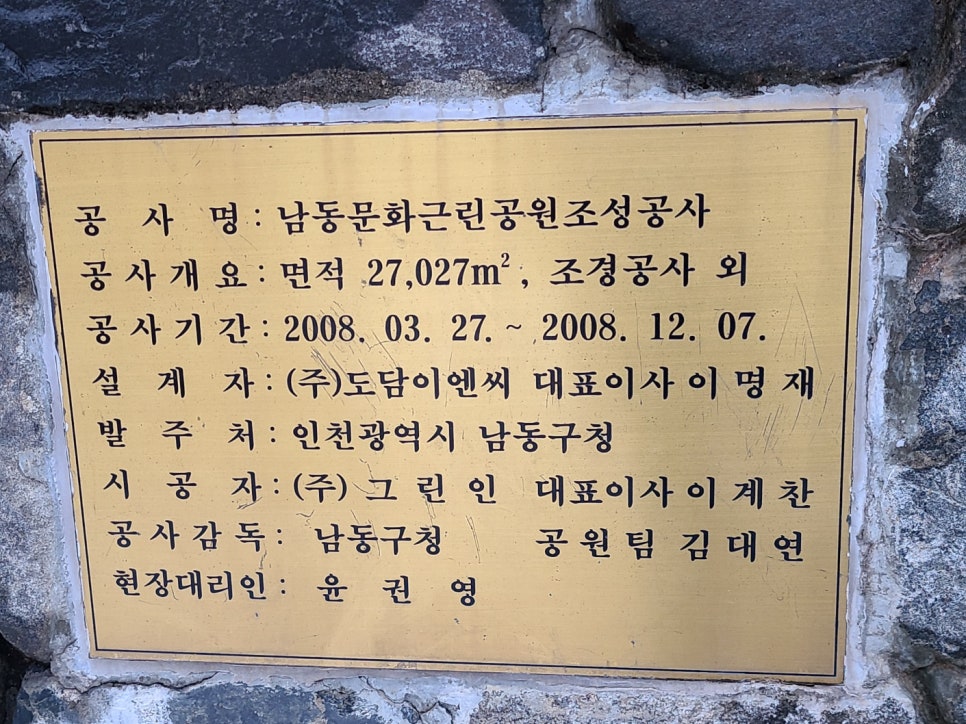 공 사 명 : 남동문화근린공원조성공사
공사개요 : 면적 27,027m², 조경공사 외
공사기간 : 2008. 03. 27. ~ 2008. 12. 07.
설 계 자 : (주)도담이엔씨 대표이사 이 명 재
발 주 처 : 인천광역시 남동구청
시 공 자 : (주) 그 린 인 대표이사 이 계 찬
공사감독 : 남동구청 공원팀 김대연
현장대리인 : 윤 권 영